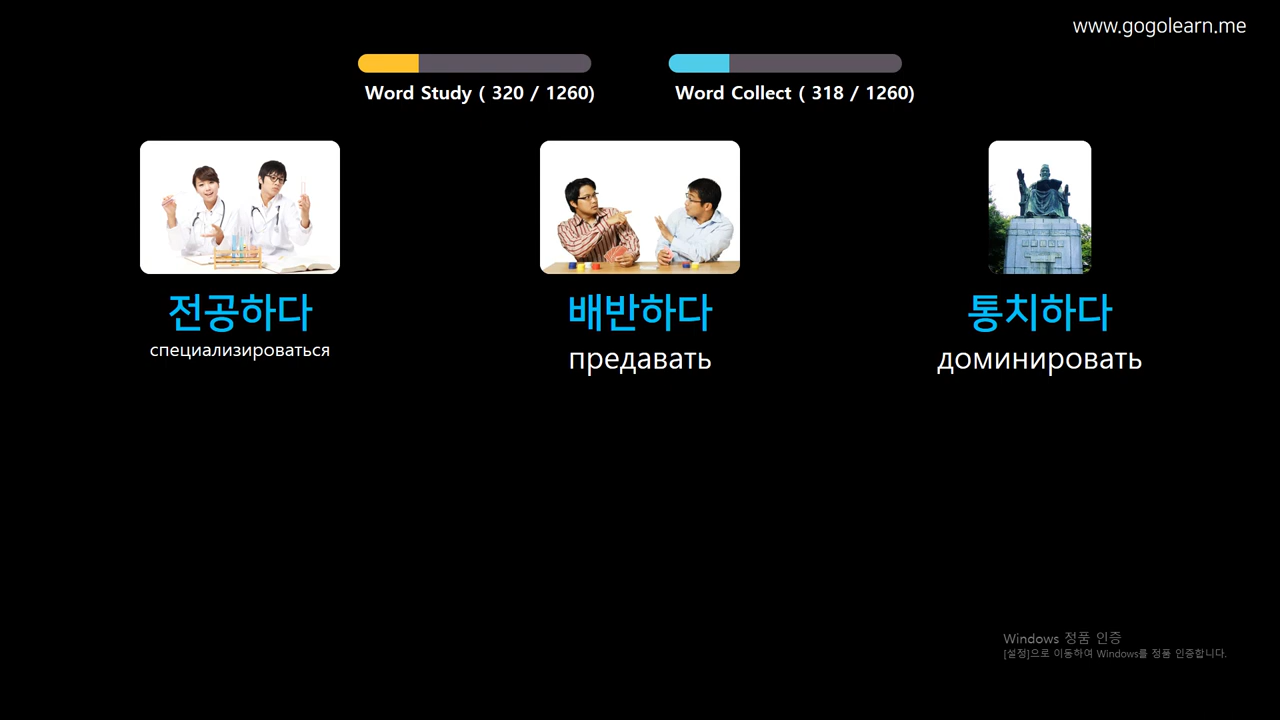 www.gogolearn.me
Word Study ( 320 / 1260)
Word Collect ( 318 / 1260)
전공하다
специализироваться
배반하다
предавать
통치하다
доминировать
Windows 정품 인증
[설정]으로 이동하여 Windows를 정품 인증합니다.